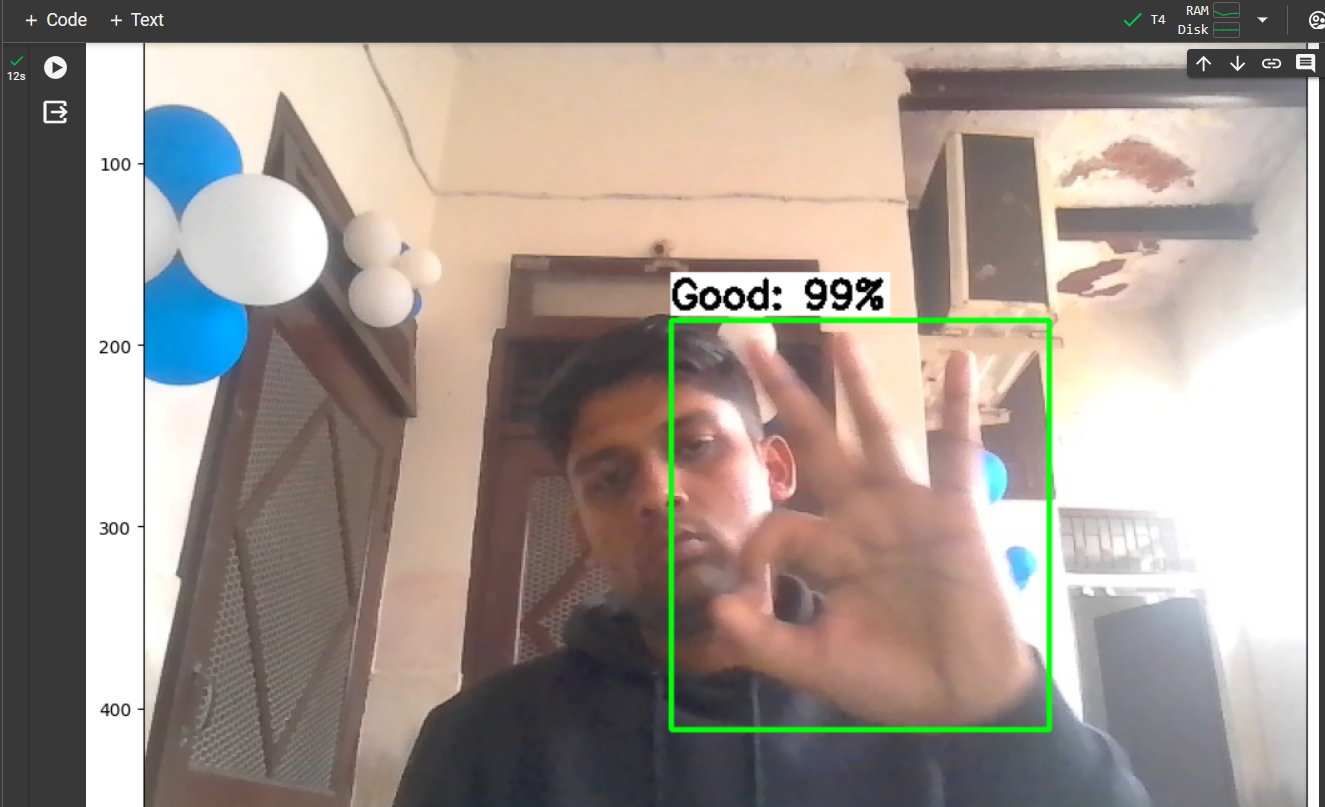 + Code + Text
T4 RAM
Disk
12s
100
Good: 99%
200
300
400